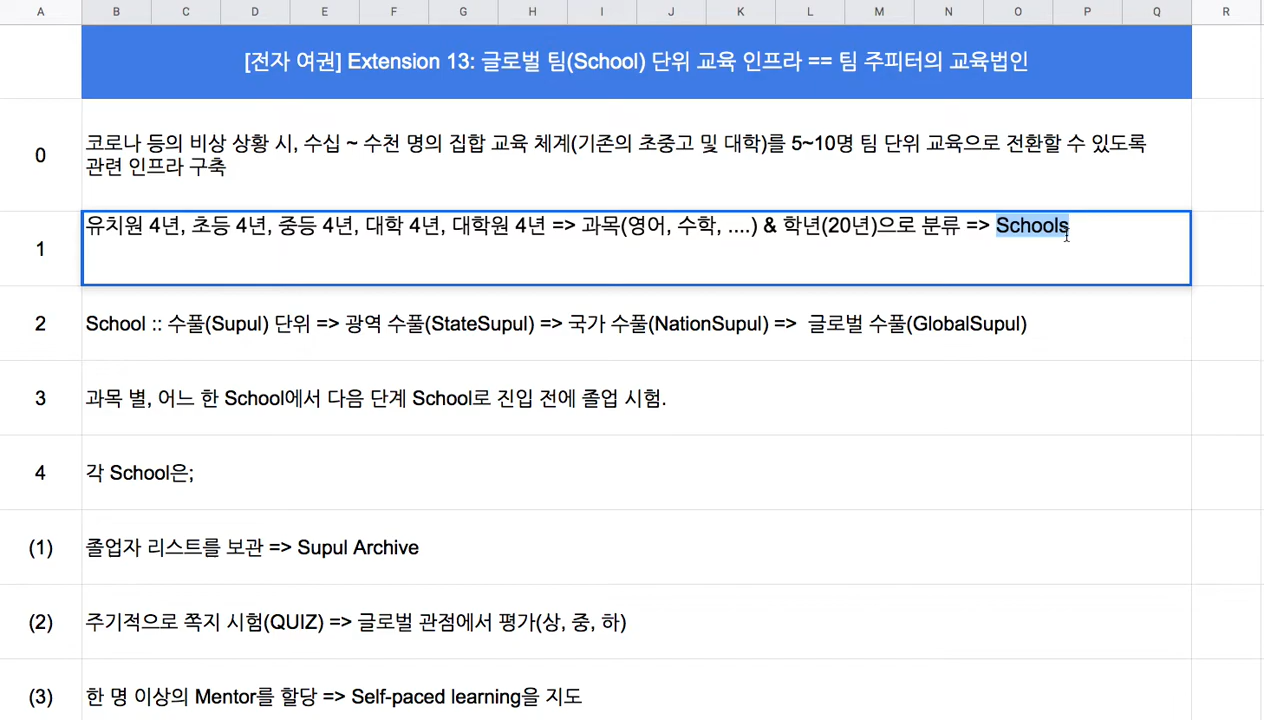 A B C D E F G H I J K L M N O P Q R
[전자 여권] Extension 13: 글로벌 팀(School) 단위 교육 인프라 == 팀 주피터의 교육법인
0 코로나 등의 비상 상황 시, 수십 ~ 수천 명의 집합 교육 체계(기존의 초중고 및 대학)를 5~10명 팀 단위 교육으로 전환할 수 있도록
관련 인프라 구축
1 유치원 4년, 초등 4년, 중등 4년, 대학 4년, 대학원 4년 => 과목(영어, 수학, ....) & 학년(20년)으로 분류 => Schools
2 School :: 수풀(Supul) 단위 => 광역 수풀(StateSupul) => 국가 수풀(NationSupul) => 글로벌 수풀(GlobalSupul)
3 과목 별, 어느 한 School에서 다음 단계 School로 진입 전에 졸업 시험.
4 각 School은;
(1) 졸업자 리스트를 보관 => Supul Archive
(2) 주기적으로 쪽지 시험(QUIZ) => 글로벌 관점에서 평가(상, 중, 하)
(3) 한 명 이상의 Mentor를 할당 => Self-paced learning을 지도